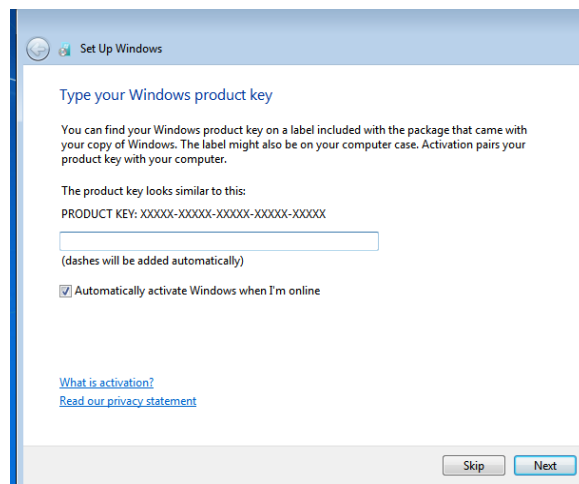 Set Up Windows
Type your Windows product key
You can find your Windows product key on a label included with the package that came with
your copy of Windows. The label might also be on your computer case. Activation pairs your
product key with your computer.
The product key looks similar to this:
PRODUCT KEY: XXXXX-XXXXX-XXXXX-XXXXX-XXXXX
(dashes will be added automatically)
Automatically activate Windows when I'm online
What is activation?
Read our privacy statement
Skip Next